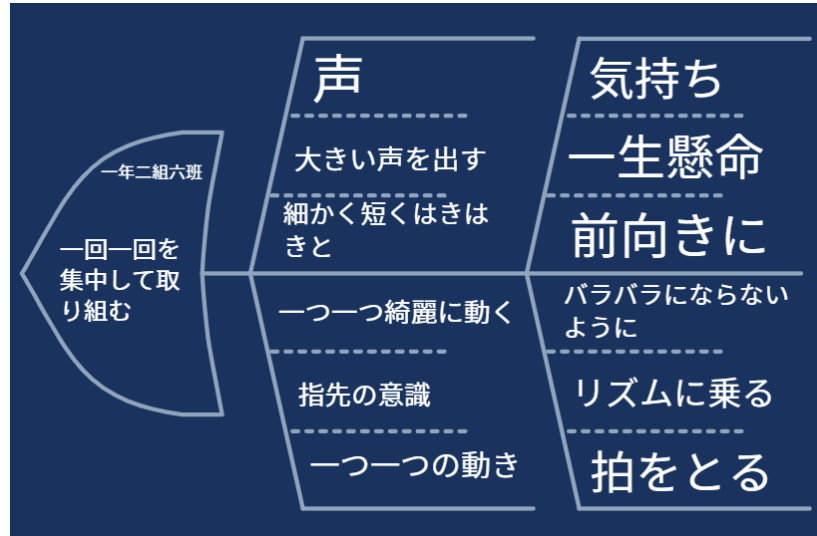 一年二組六班
一回一回を
集中して取
り組む
声
大きい声を出す
細かく短くはきは
きと
一つ一つ綺麗に動く
指先の意識
一つ一つの動き
気持ち
一生懸命
前向きに
バラバラにならない
ように
リズムに乗る
拍をとる